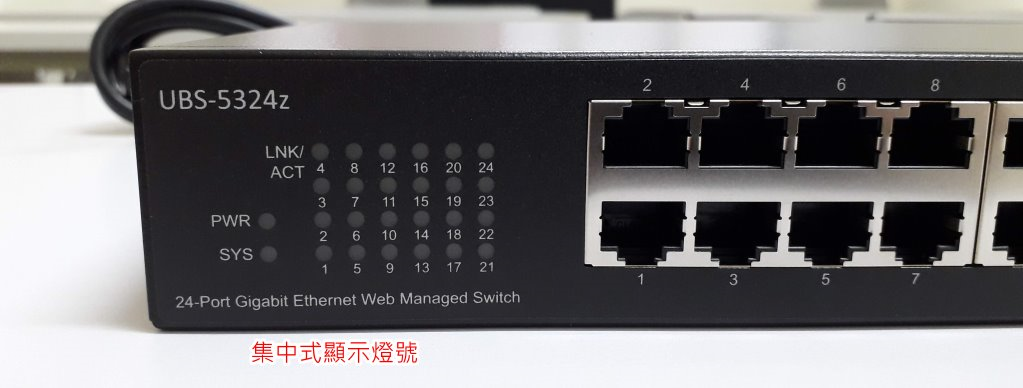 UBS-5324z
2 4 6 8
LNK/
ACT
4 8 12 16 20 24
3 7 11 15 19 23
PWR
2 6 10 14 18 22
SYS
1 5 9 13 17 21
1 3 5 7
24-Port Gigabit Ethernet Web Managed Switch
集中式顯示燈號